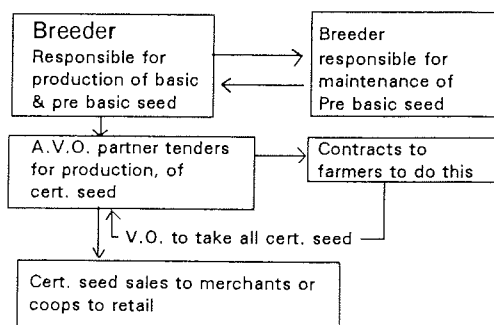 Breeder
Responsible for
production of basic
& pre basic seed
Breeder
responsible for
maintenance of
Pre basic seed
A.V.O. partner tenders
for production, of
cert. seed
Contracts to
farmers to do this
V.O. to take all cert. seed
Cert. seed sales to merchants or
coops to retail